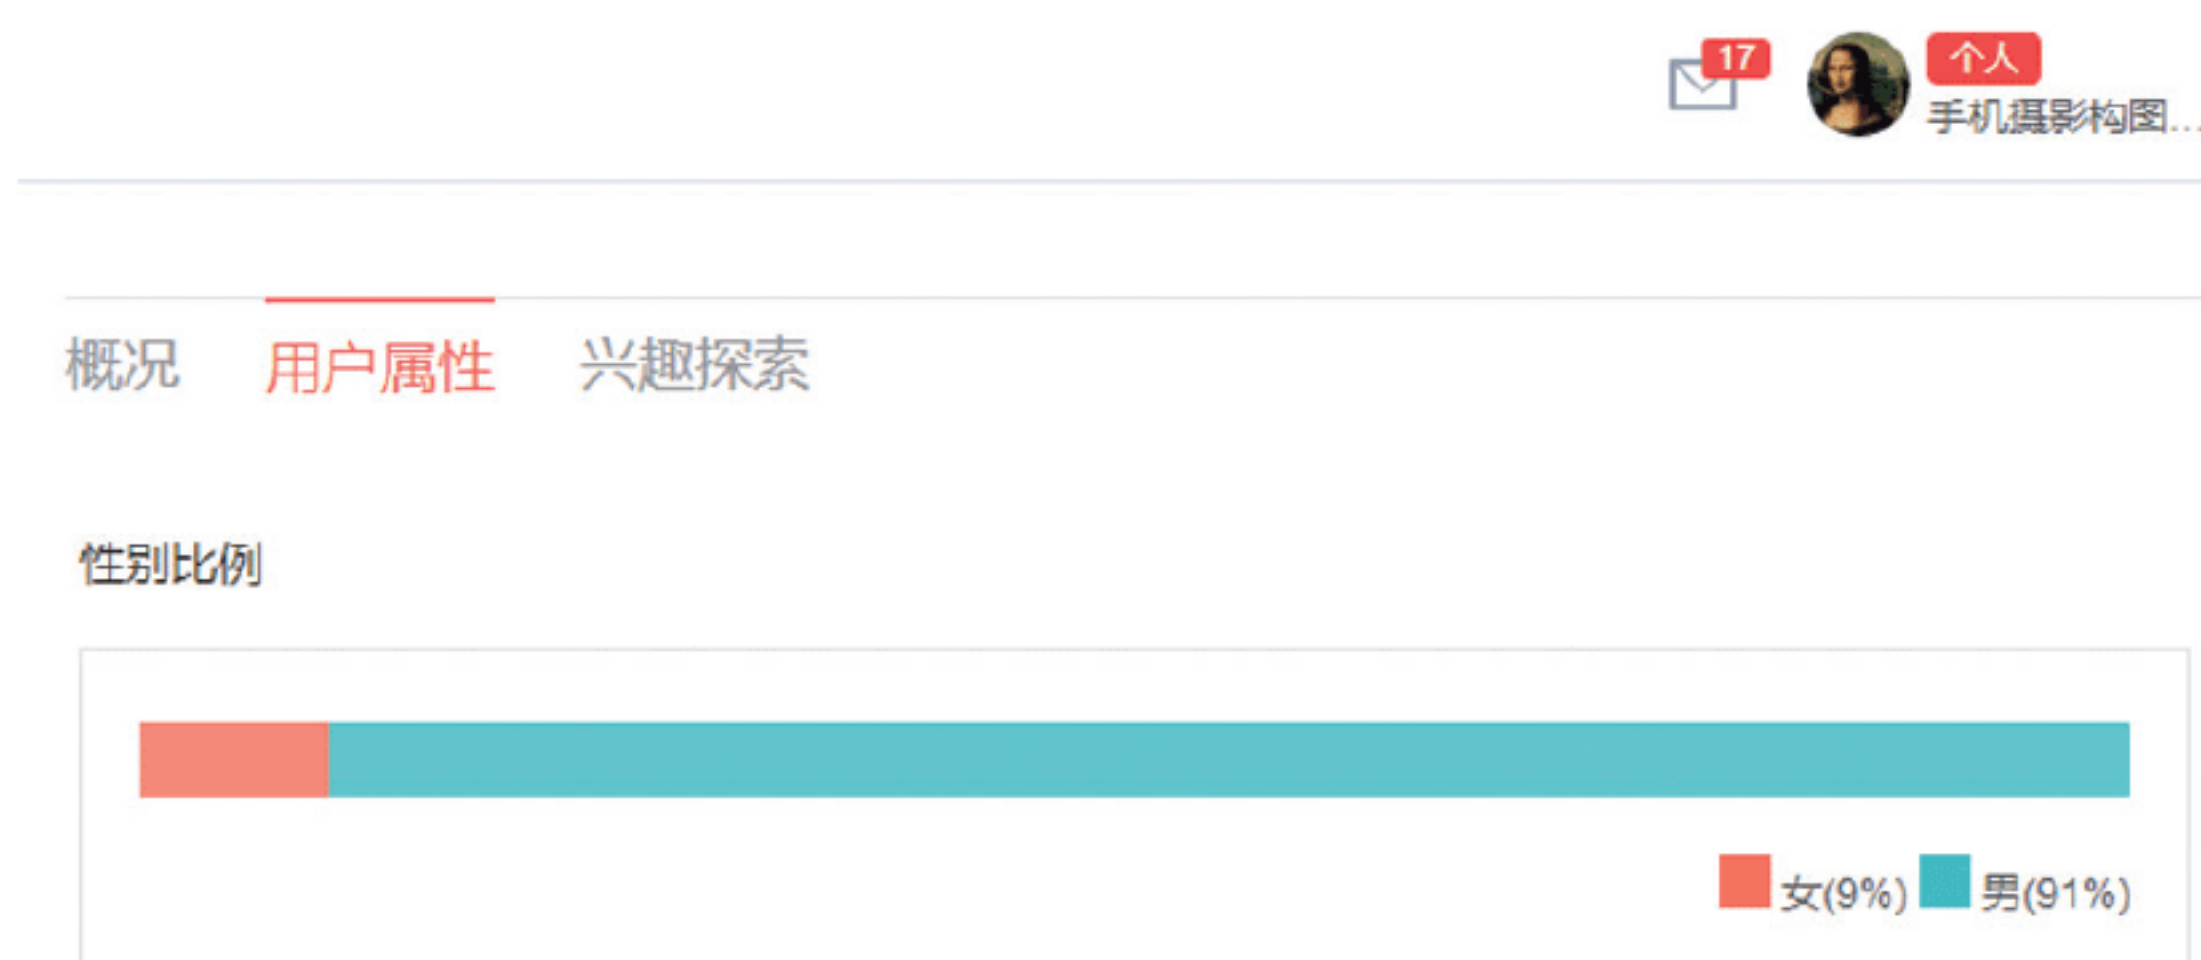 17
个人
手机摄影构图...
概况 用户属性 兴趣探索
性别比例
女(9%) 男(91%)